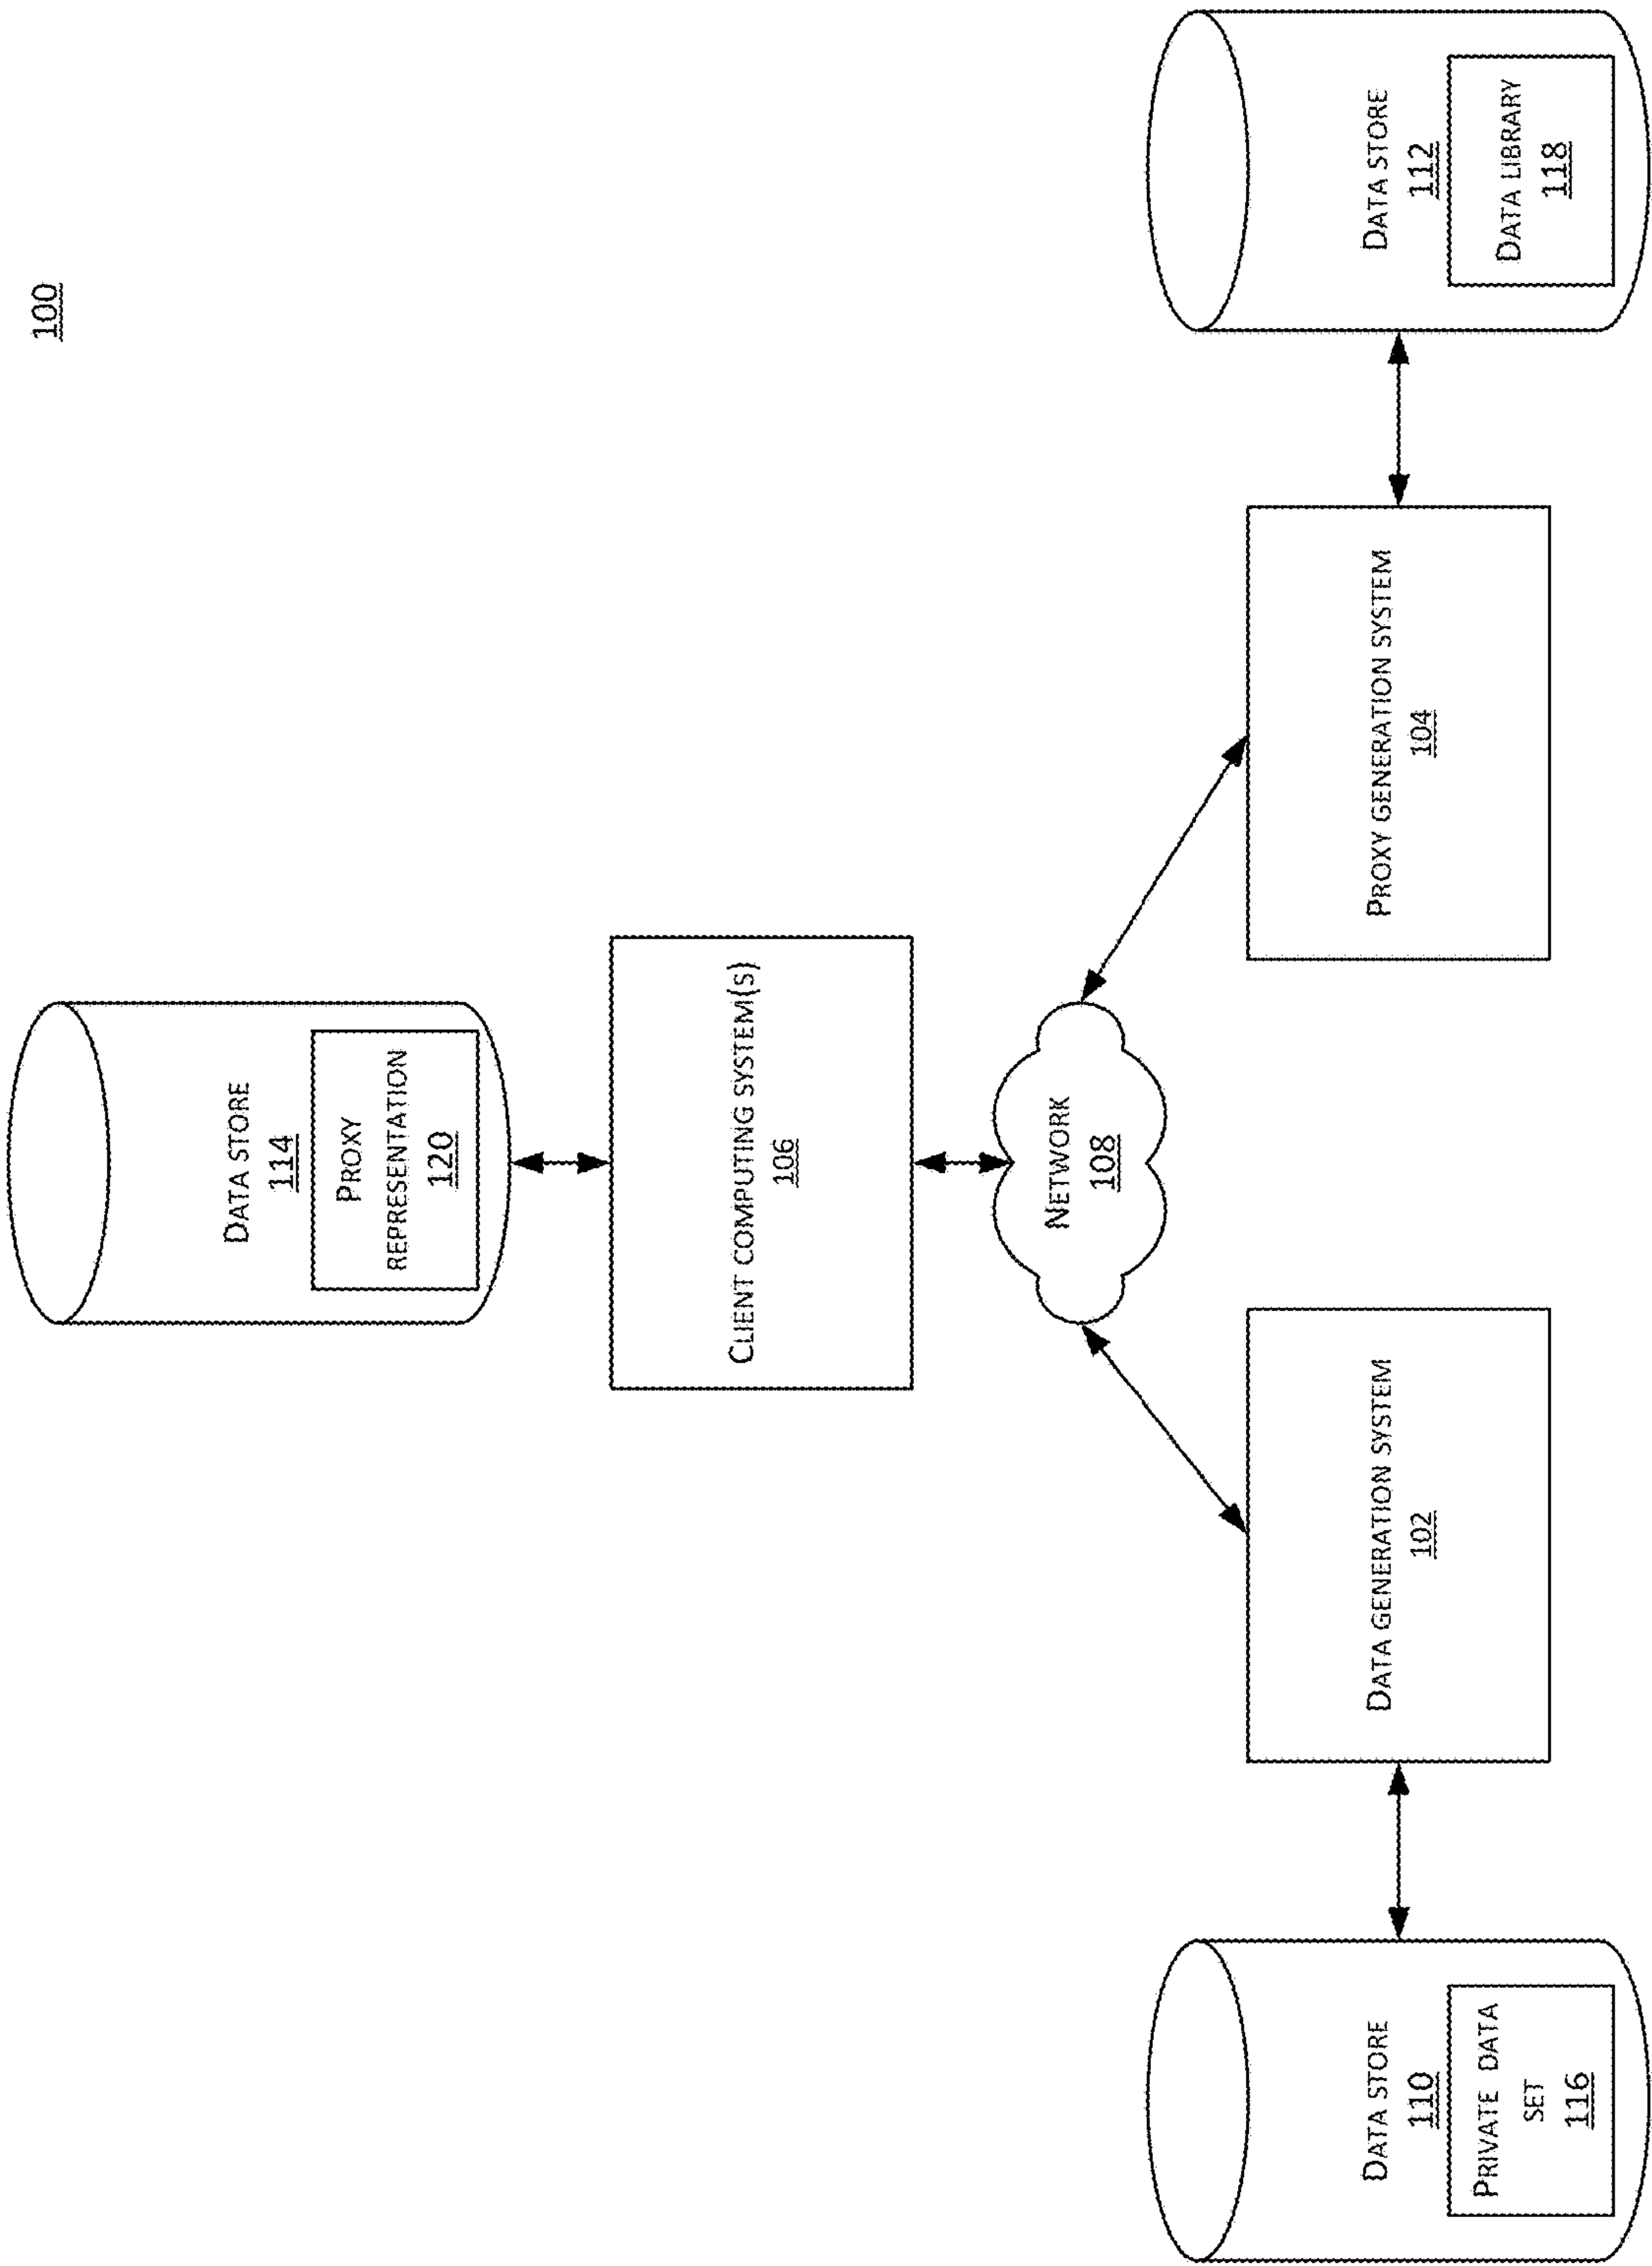 100
DATA STORE
114
PROXY
REPRESENTATION
120
CLIENT COMPUTING SYSTEM(S)
106
NETWORK
108
DATA STORE
110
PRIVATE DATA
SET
116
DATA GENERATION SYSTEM
102
PROXY GENERATION SYSTEM
104
DATA STORE
112
DATA LIBRARY
118